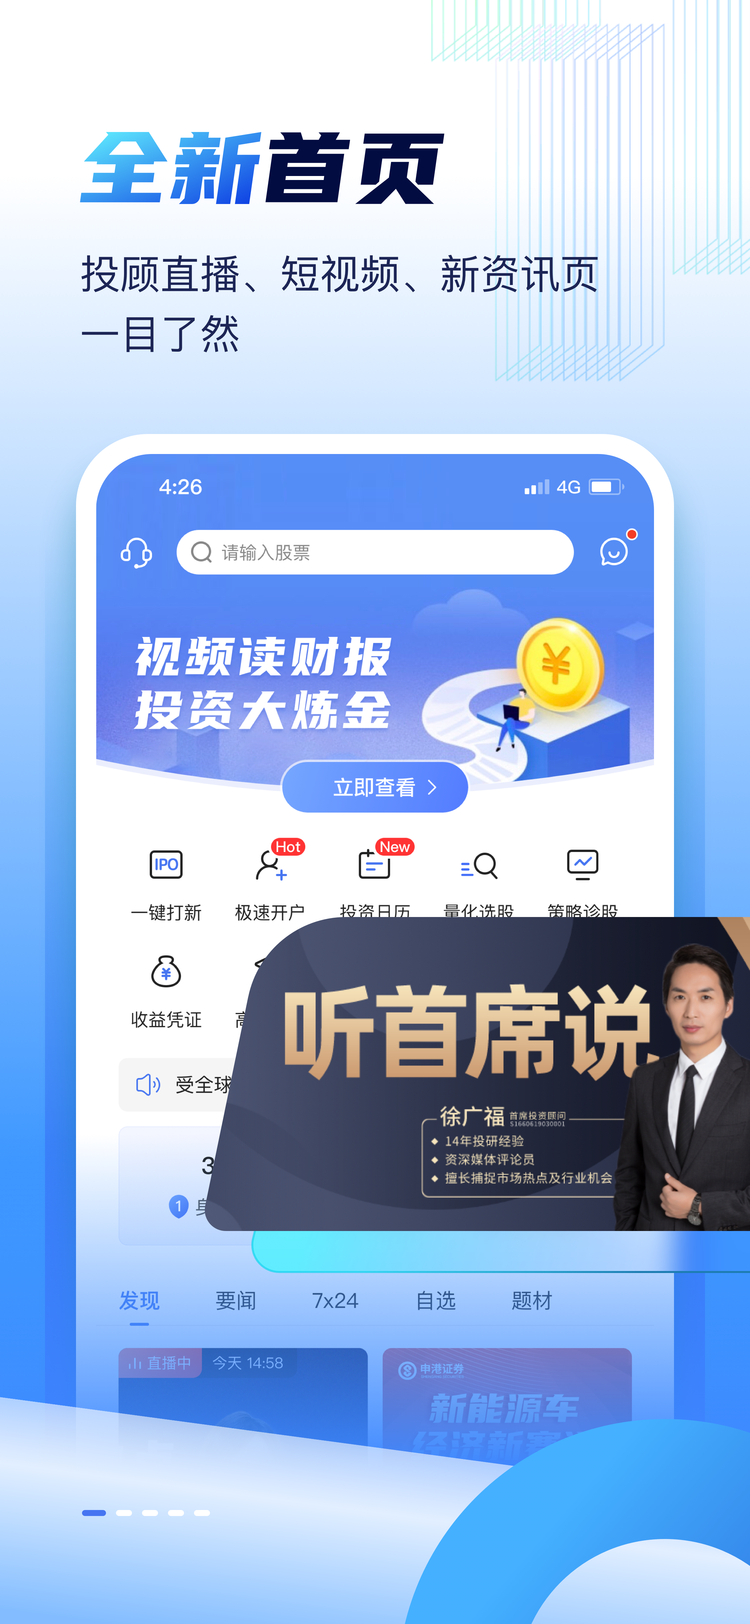 全新首页
投顾直播、短视频、新资讯页
一目了然
4:26
4G
请输入股票
视频读财报
投资大炼金
立即查看
Hot
New
IPO
一键打新
极速开户
投资日历
量化选股
策略诊股
收益凭证
听首席说
受全球
徐广福 首席投资顾问
S1660619030801
14年投研经验
资深媒体评论员
擅长捕捉市场热点及行业机会
3
1
发现 要闻 7x24 自选 题材
直播中 今天 14:58
申港证券
新能源车